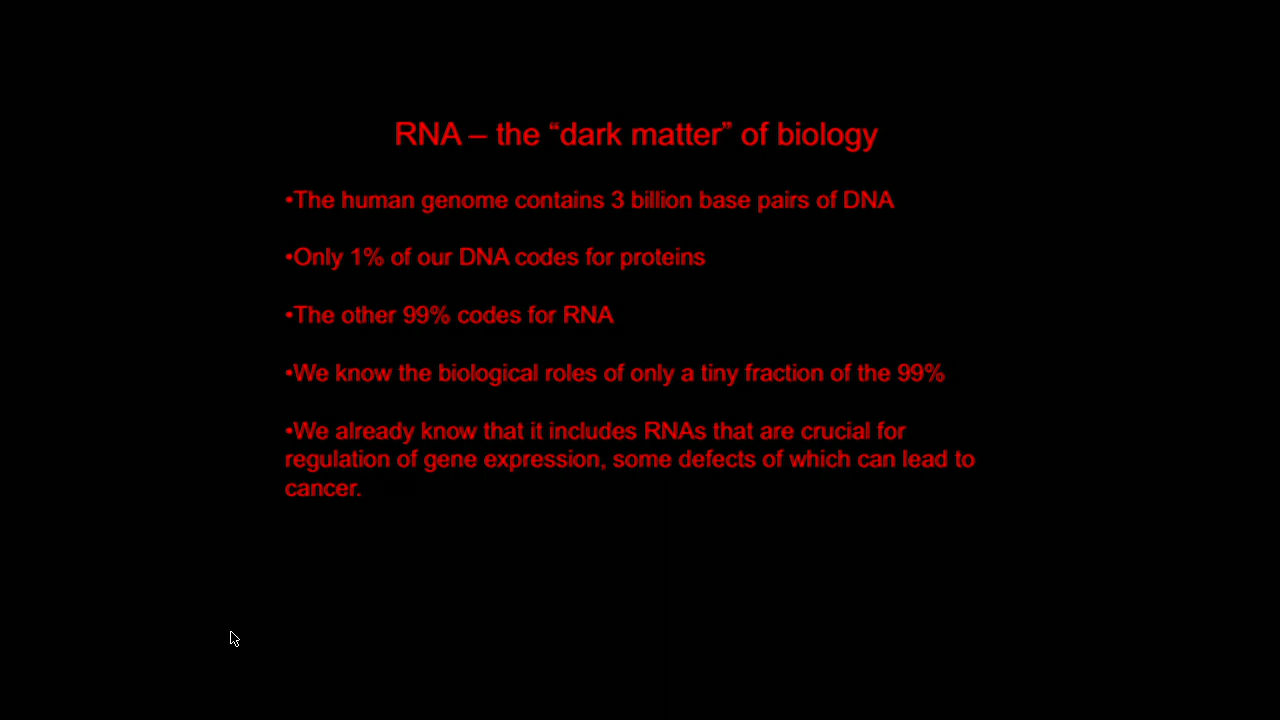 RNA – the “dark matter” of biology
•The human genome contains 3 billion base pairs of DNA
•Only 1% of our DNA codes for proteins
•The other 99% codes for RNA
•We know the biological roles of only a tiny fraction of the 99%
•We already know that it includes RNAs that are crucial for
regulation of gene expression, some defects of which can lead to
cancer.